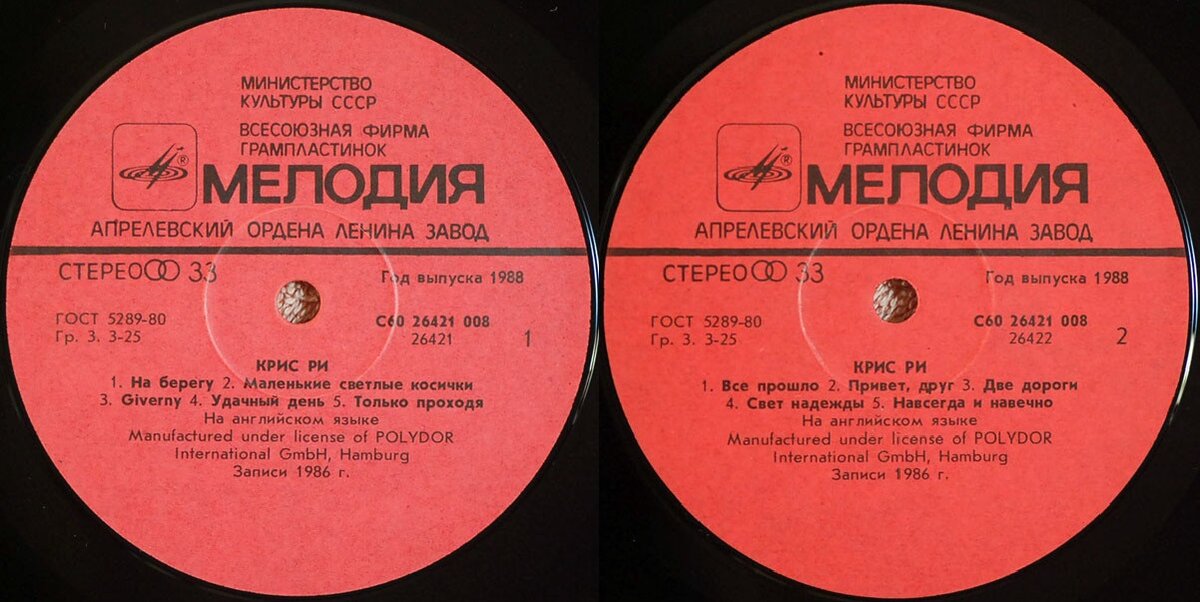 МИНИСТЕРСТВО
КУЛЬТУРЫ СССР
ВСЕСОЮЗНАЯ ФИРМА
ГРАМПЛАСТИНОК
®
МЕЛОДИЯ
АПРЕЛЕВСКИЙ ОРДЕНА ЛЕНИНА ЗАВОД
СТЕРЕО 33
Год выпуска 1988
ГОСТ 5289-80
Гр. 3. 3-25
С60 26421 008
26421
1
КРИС РИ
1. На берегу 2. Маленькие светлые косички
3. Giverny 4. Удачный день 5. Только проходя
На английском языке
Manufactured under license of POLYDOR
International GmbH, Hamburg
Записи 1986 г.
МИНИСТЕРСТВО
КУЛЬТУРЫ СССР
ВСЕСОЮЗНАЯ ФИРМА
ГРАМПЛАСТИНОК
®
МЕЛОДИЯ
АПРЕЛЕВСКИЙ ОРДЕНА ЛЕНИНА ЗАВОД
СТЕРЕО 33
Год выпуска 1988
ГОСТ 5289-80
Гр. 3. 3-25
С60 26421 008
26422
2
КРИС РИ
1. Все прошло 2. Привет, друг 3. Две дороги
4. Свет надежды 5. Навсегда и навечно
На английском языке
Manufactured under license of POLYDOR
International GmbH, Hamburg
Записи 1986 г.